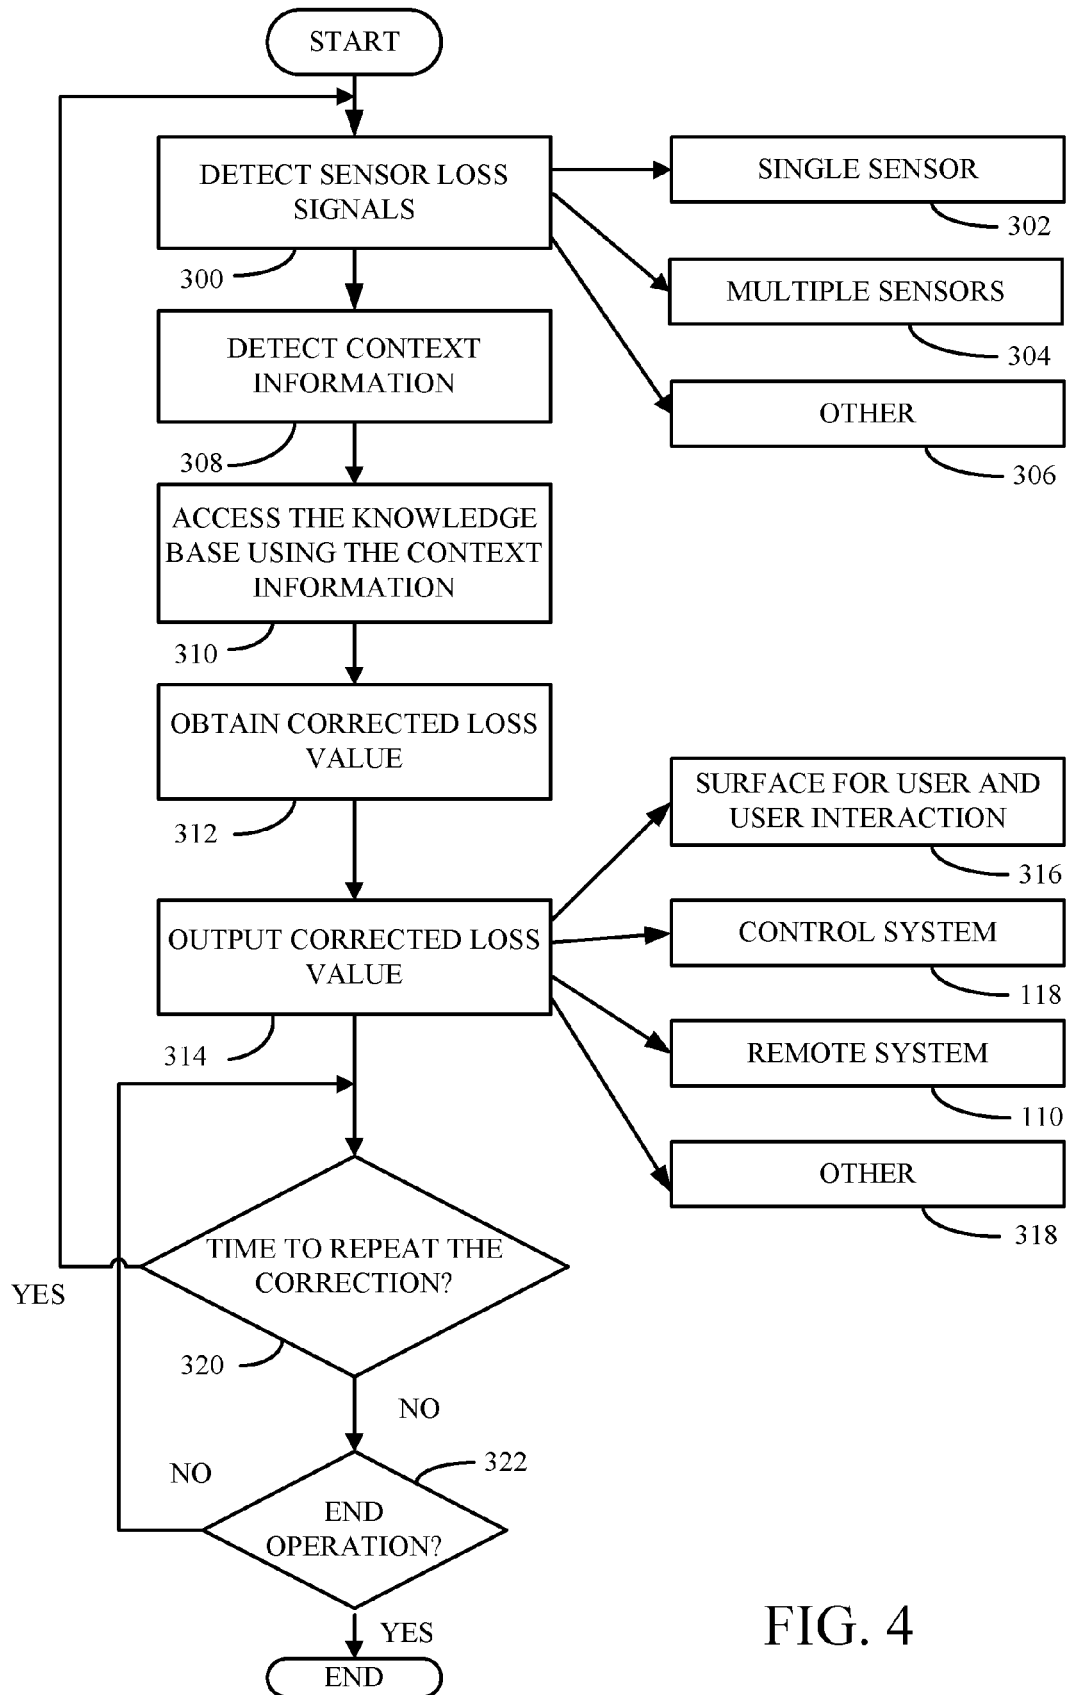 START
DETECT SENSOR LOSS
SIGNALS
300
SINGLE SENSOR
302
MULTIPLE SENSORS
304
OTHER
306
DETECT CONTEXT
INFORMATION
308
ACCESS THE KNOWLEDGE
BASE USING THE CONTEXT
INFORMATION
310
OBTAIN CORRECTED LOSS
VALUE
312
OUTPUT CORRECTED LOSS
VALUE
314
SURFACE FOR USER AND
USER INTERACTION
316
CONTROL SYSTEM
118
REMOTE SYSTEM
110
OTHER
318
TIME TO REPEAT THE
CORRECTION?
YES
320
NO
322
NO
END
OPERATION?
YES
END
FIG. 4